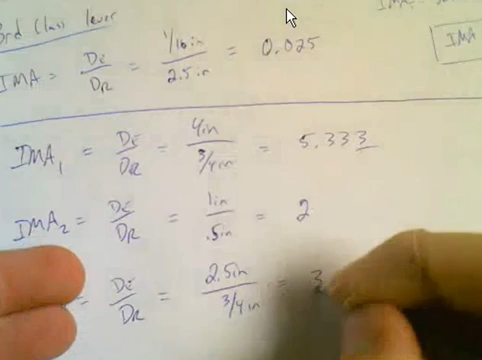 3rd Class lever
IMA = DE/DR = 1/16 in / 2.5 in = 0.025
IMA
IMA₁ = DE/DR = 4in / 3/4 in = 5.333
IMA₂ = DE/DR = 1in / .5in = 2
= DE/DR = 2.5in / 3/4 in = 3